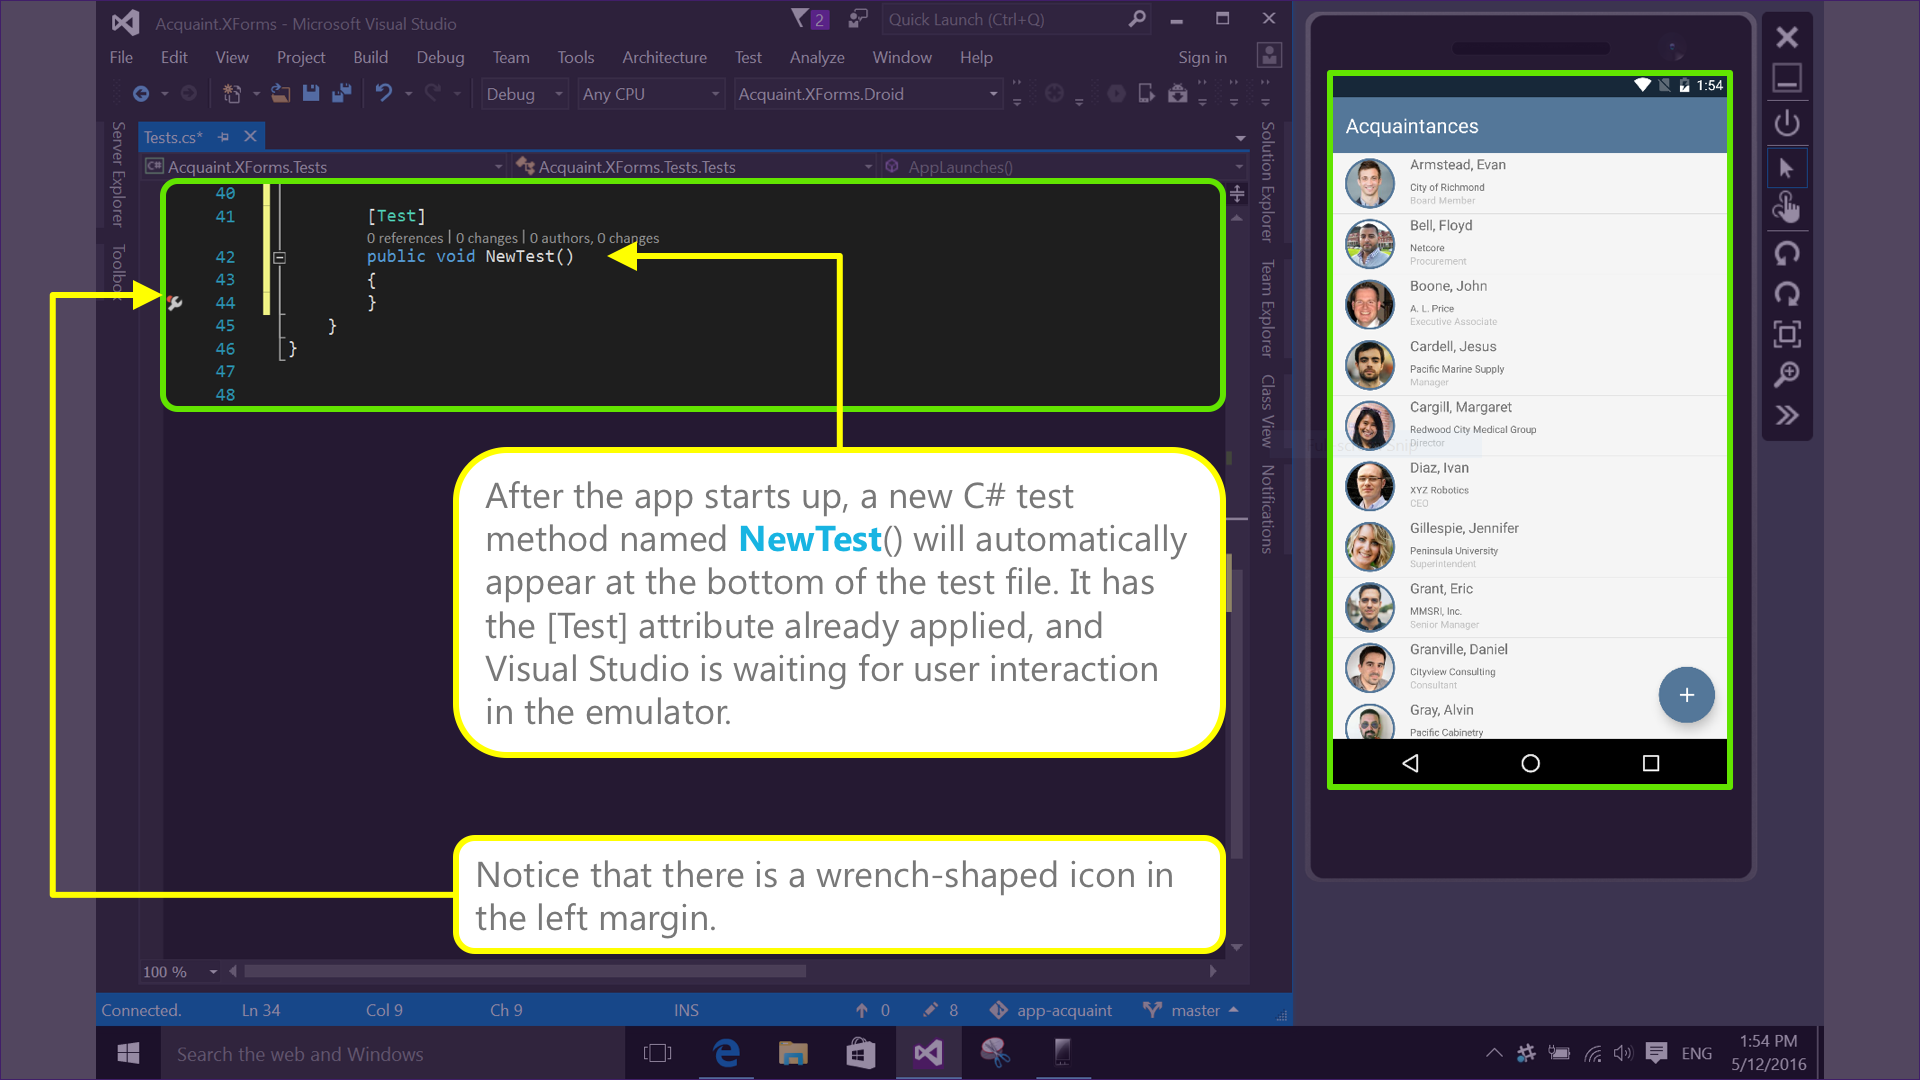 Acquaint.XForms - Microsoft Visual Studio
2
Quick Launch (Ctrl+Q)
File Edit View Project Build Debug Team Tools Architecture Test Analyze Window Help
Sign in
Debug
Any CPU
Acquaint.XForms.Droid
Server Explorer
Toolbox
Tests.cs*
C# Acquaint.XForms.Tests
Acquaint.XForms.Tests.Tests
AppLaunches()
40
41 [Test]
0 references | 0 changes | 0 authors, 0 changes
42 public void NewTest()
43 {
44 }
45 }
46 }
47
48
After the app starts up, a new C# test
method named NewTest() will automatically
appear at the bottom of the test file. It has
the [Test] attribute already applied, and
Visual Studio is waiting for user interaction
in the emulator.
Notice that there is a wrench-shaped icon in
the left margin.
Solution Explorer
Team Explorer
Class View
Notifications
100 %
Connected. Ln 34 Col 9 Ch 9 INS 0 8 app-acquaint master
Search the web and Windows
ENG
1:54 PM
5/12/2016
1:54
Acquaintances
Armstead, Evan
City of Richmond
Board Member
Bell, Floyd
Netcore
Procurement
Boone, John
A. L. Price
Executive Associate
Cardell, Jesus
Pacific Marine Supply
Manager
Cargill, Margaret
Redwood City Medical Group
Director
Diaz, Ivan
XYZ Robotics
CEO
Gillespie, Jennifer
Peninsula University
Superintendent
Grant, Eric
MMSRI, Inc.
Senior Manager
Granville, Daniel
Cityview Consulting
Consultant
Gray, Alvin
Pacific Cabinetry